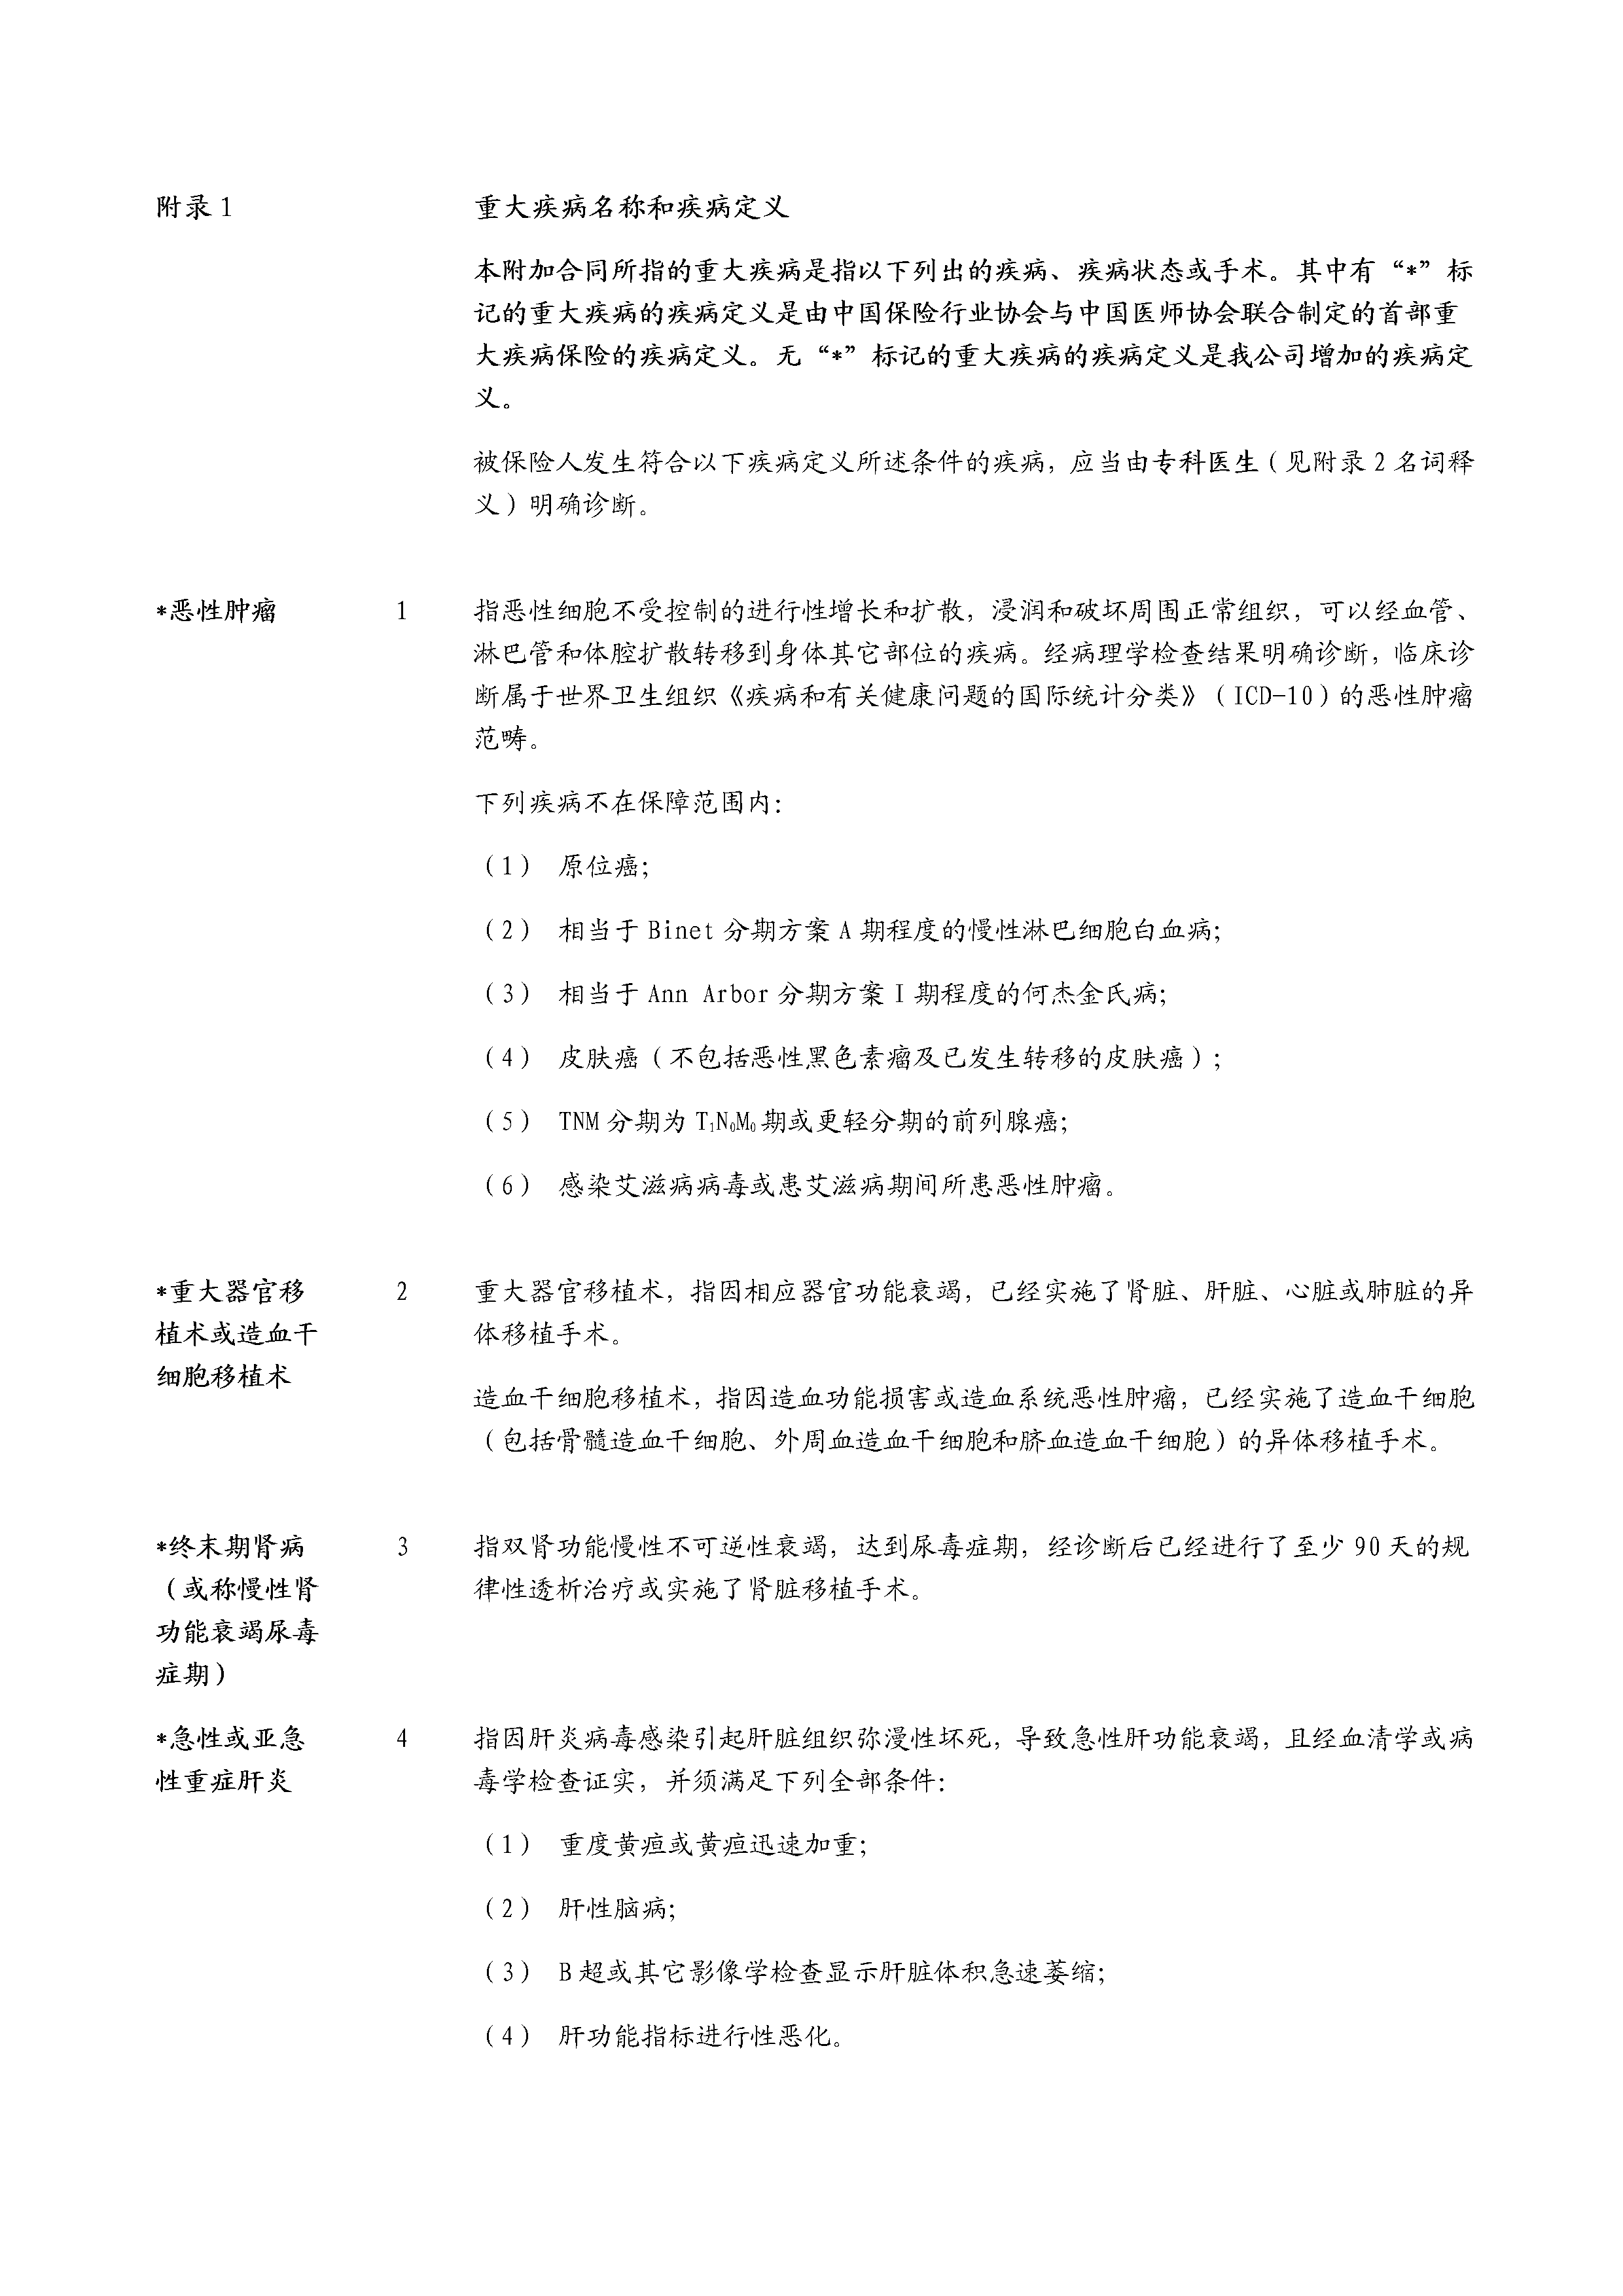 附录1 重大疾病名称和疾病定义
本附加合同所指的重大疾病是指以下列出的疾病、疾病状态或手术。其中有“*”标
记的重大疾病的疾病定义是由中国保险行业协会与中国医师协会联合制定的首部重
大疾病保险的疾病定义。无“*”标记的重大疾病的疾病定义是我公司增加的疾病定
义。
被保险人发生符合以下疾病定义所述条件的疾病，应当由专科医生（见附录2名词释
义）明确诊断。
*恶性肿瘤 1 指恶性细胞不受控制的进行性增长和扩散，浸润和破坏周围正常组织，可以经血管、
淋巴管和体腔扩散转移到身体其它部位的疾病。经病理学检查结果明确诊断，临床诊
断属于世界卫生组织《疾病和有关健康问题的国际统计分类》（ICD-10）的恶性肿瘤
范畴。
下列疾病不在保障范围内：
（1） 原位癌；
（2） 相当于Binet分期方案A期程度的慢性淋巴细胞白血病；
（3） 相当于Ann Arbor分期方案I期程度的何杰金氏病；
（4） 皮肤癌（不包括恶性黑色素瘤及已发生转移的皮肤癌）；
（5） TNM分期为T₁N₀M₀期或更轻分期的前列腺癌；
（6） 感染艾滋病病毒或患艾滋病期间所患恶性肿瘤。
*重大器官移 2 重大器官移植术，指因相应器官功能衰竭，已经实施了肾脏、肝脏、心脏或肺脏的异
植术或造血干 体移植手术。
细胞移植术
造血干细胞移植术，指因造血功能损害或造血系统恶性肿瘤，已经实施了造血干细胞
（包括骨髓造血干细胞、外周血造血干细胞和脐血造血干细胞）的异体移植手术。
*终末期肾病 3 指双肾功能慢性不可逆性衰竭，达到尿毒症期，经诊断后已经进行了至少90天的规
（或称慢性肾 律性透析治疗或实施了肾脏移植手术。
功能衰竭尿毒
症期）
*急性或亚急 4 指因肝炎病毒感染引起肝脏组织弥漫性坏死，导致急性肝功能衰竭，且经血清学或病
性重症肝炎 毒学检查证实，并须满足下列全部条件：
（1） 重度黄疸或黄疸迅速加重；
（2） 肝性脑病；
（3） B超或其它影像学检查显示肝脏体积急速萎缩；
（4） 肝功能指标进行性恶化。